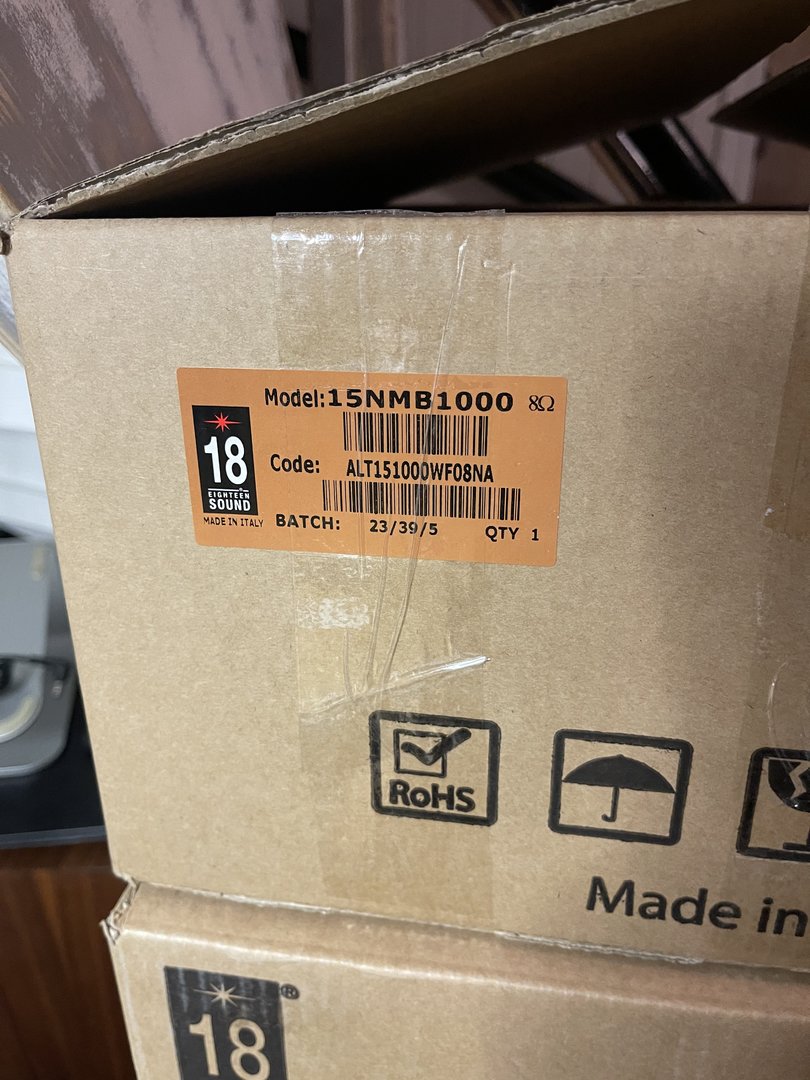 Model:15NMB1000 8Ω
18
EIGHTEEN
SOUND
MADE IN ITALY
Code: ALT151000WF08NA
BATCH: 23/39/5 QTY 1
RoHS
Made in
18
®